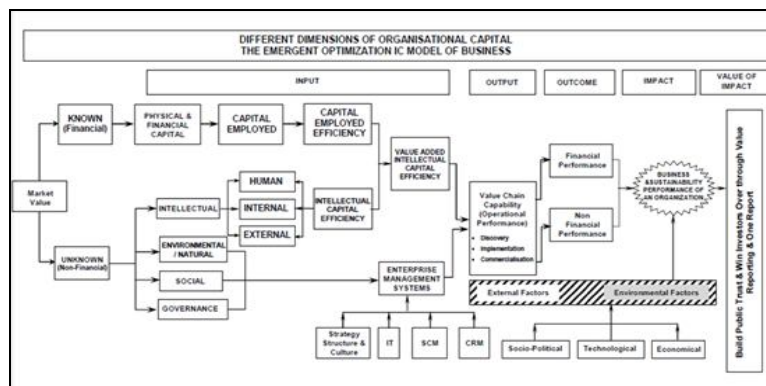 DIFFERENT DIMENSIONS OF ORGANISATIONAL CAPITAL
THE EMERGENT OPTIMIZATION IC MODEL OF BUSINESS
INPUT
OUTPUT
OUTCOME
IMPACT
VALUE OF
IMPACT
KNOWN
(Financial)
PHYSICAL &
FINANCIAL
CAPITAL
CAPITAL
EMPLOYED
CAPITAL
EMPLOYED
EFFICIENCY
VALUE ADDED
INTELLECTUAL
CAPITAL
EFFICIENCY
Market
Value
HUMAN
INTELLECTUAL
INTERNAL
EXTERNAL
INTELLECTUAL
CAPITAL
EFFICIENCY
UNKNOWN
(Non-Financial)
ENVIRONMENTAL
/ NATURAL
SOCIAL
GOVERNANCE
ENTERPRISE
MANAGEMENT
SYSTEMS
Strategy
Structure &
Culture
IT
SCM
CRM
Value Chain
Capability
(Operational
Performance)
• Discovery
• Implementation
• Commercialisation
Financial
Performance
Non
Financial
Performance
BUSINESS
&SUSTAINABILITY
PERFORMANCE OF
AN ORGANIZATION
External Factors
Environmental Factors
Socio-Political
Technological
Economical
Build Public Trust & Win Investors Over through Value
Reporting & One Report